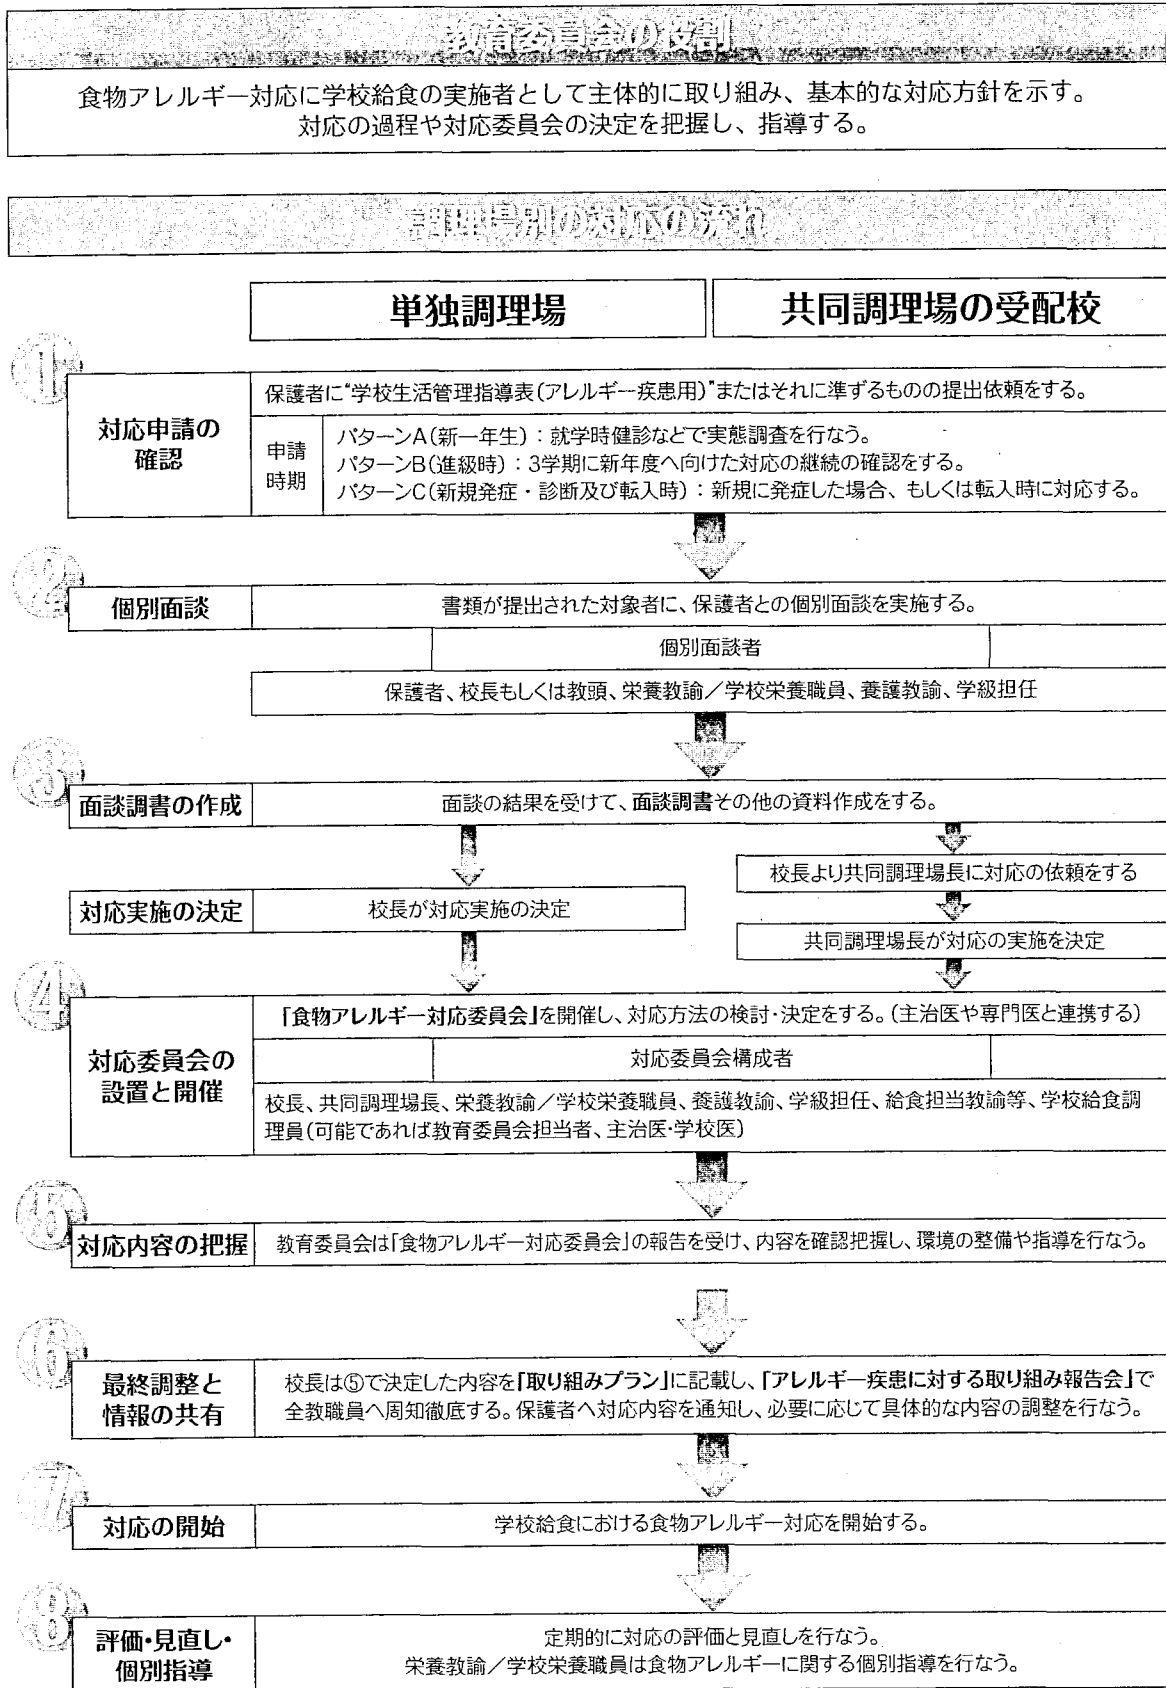 教育委員会の役割
食物アレルギー対応に学校給食の実施者として主体的に取り組み、基本的な対応方針を示す。
対応の過程や対応委員会の決定を把握し、指導する。
調理場別の対応の流れ
単独調理場
共同調理場の受配校
1
対応申請の
確認
保護者に“学校生活管理指導表(アレルギー疾患用)”またはそれに準ずるものの提出依頼をする。
申請
時期
パターンA(新一年生)：就学時健診などで実態調査を行なう。
パターンB(進級時)：3学期に新年度へ向けた対応の継続の確認をする。
パターンC(新規発症・診断及び転入時)：新規に発症した場合、もしくは転入時に対応する。
2
個別面談
書類が提出された対象者に、保護者との個別面談を実施する。
個別面談者
保護者、校長もしくは教頭、栄養教諭／学校栄養職員、養護教諭、学級担任
3
面談調書の作成
面談の結果を受けて、面談調書その他の資料作成をする。
校長より共同調理場長に対応の依頼をする
対応実施の決定
校長が対応実施の決定
共同調理場長が対応の実施を決定
4
対応委員会の
設置と開催
「食物アレルギー対応委員会」を開催し、対応方法の検討・決定をする。(主治医や専門医と連携する)
対応委員会構成者
校長、共同調理場長、栄養教諭／学校栄養職員、養護教諭、学級担任、給食担当教諭等、学校給食調
理員(可能であれば教育委員会担当者、主治医・学校医)
5
対応内容の把握
教育委員会は「食物アレルギー対応委員会」の報告を受け、内容を確認把握し、環境の整備や指導を行なう。
6
最終調整と
情報の共有
校長は⑤で決定した内容を「取り組みプラン」に記載し、「アレルギー疾患に対する取り組み報告会」で
全教職員へ周知徹底する。保護者へ対応内容を通知し、必要に応じて具体的な内容の調整を行なう。
7
対応の開始
学校給食における食物アレルギー対応を開始する。
8
評価・見直し・
個別指導
定期的に対応の評価と見直しを行なう。
栄養教諭／学校栄養職員は食物アレルギーに関する個別指導を行なう。